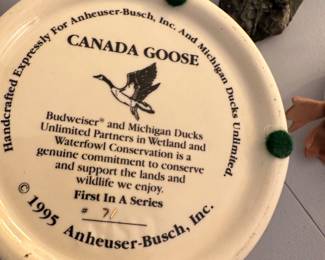 Handcrafted Expressly For Anheuser-Busch, Inc. And Michigan Ducks Unlimited.
CANADA GOOSE
Budweiser® and Michigan Ducks
Unlimited Partners in Wetland and
Waterfowl Conservation is a
genuine commitment to conserve
and support the lands and
wildlife we enjoy.
First In A Series
# 71
© 1995 Anheuser-Busch, Inc.